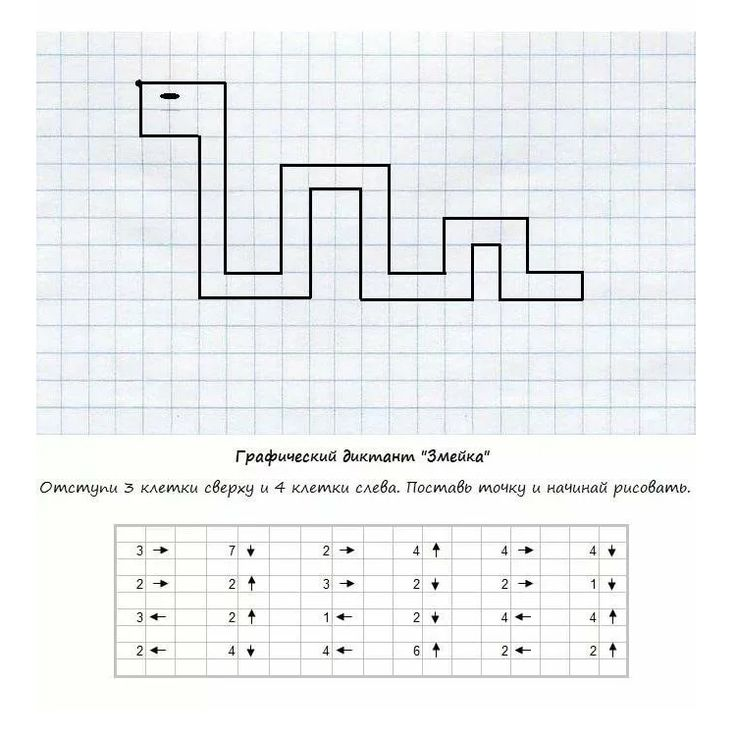 Графический диктант "Змейка"
Отступи 3 клетки сверху и 4 клетки слева. Поставь точку и начинай рисовать.
3 → 7 ↓ 2 → 4 ↑ 4 → 4 ↓
2 → 2 ↑ 3 → 2 ↓ 2 → 1 ↓
3 ← 2 ↑ 1 ← 2 ↓ 4 ← 4 ↑
2 ← 4 ↓ 4 ← 6 ↑ 2 ← 2 ↑